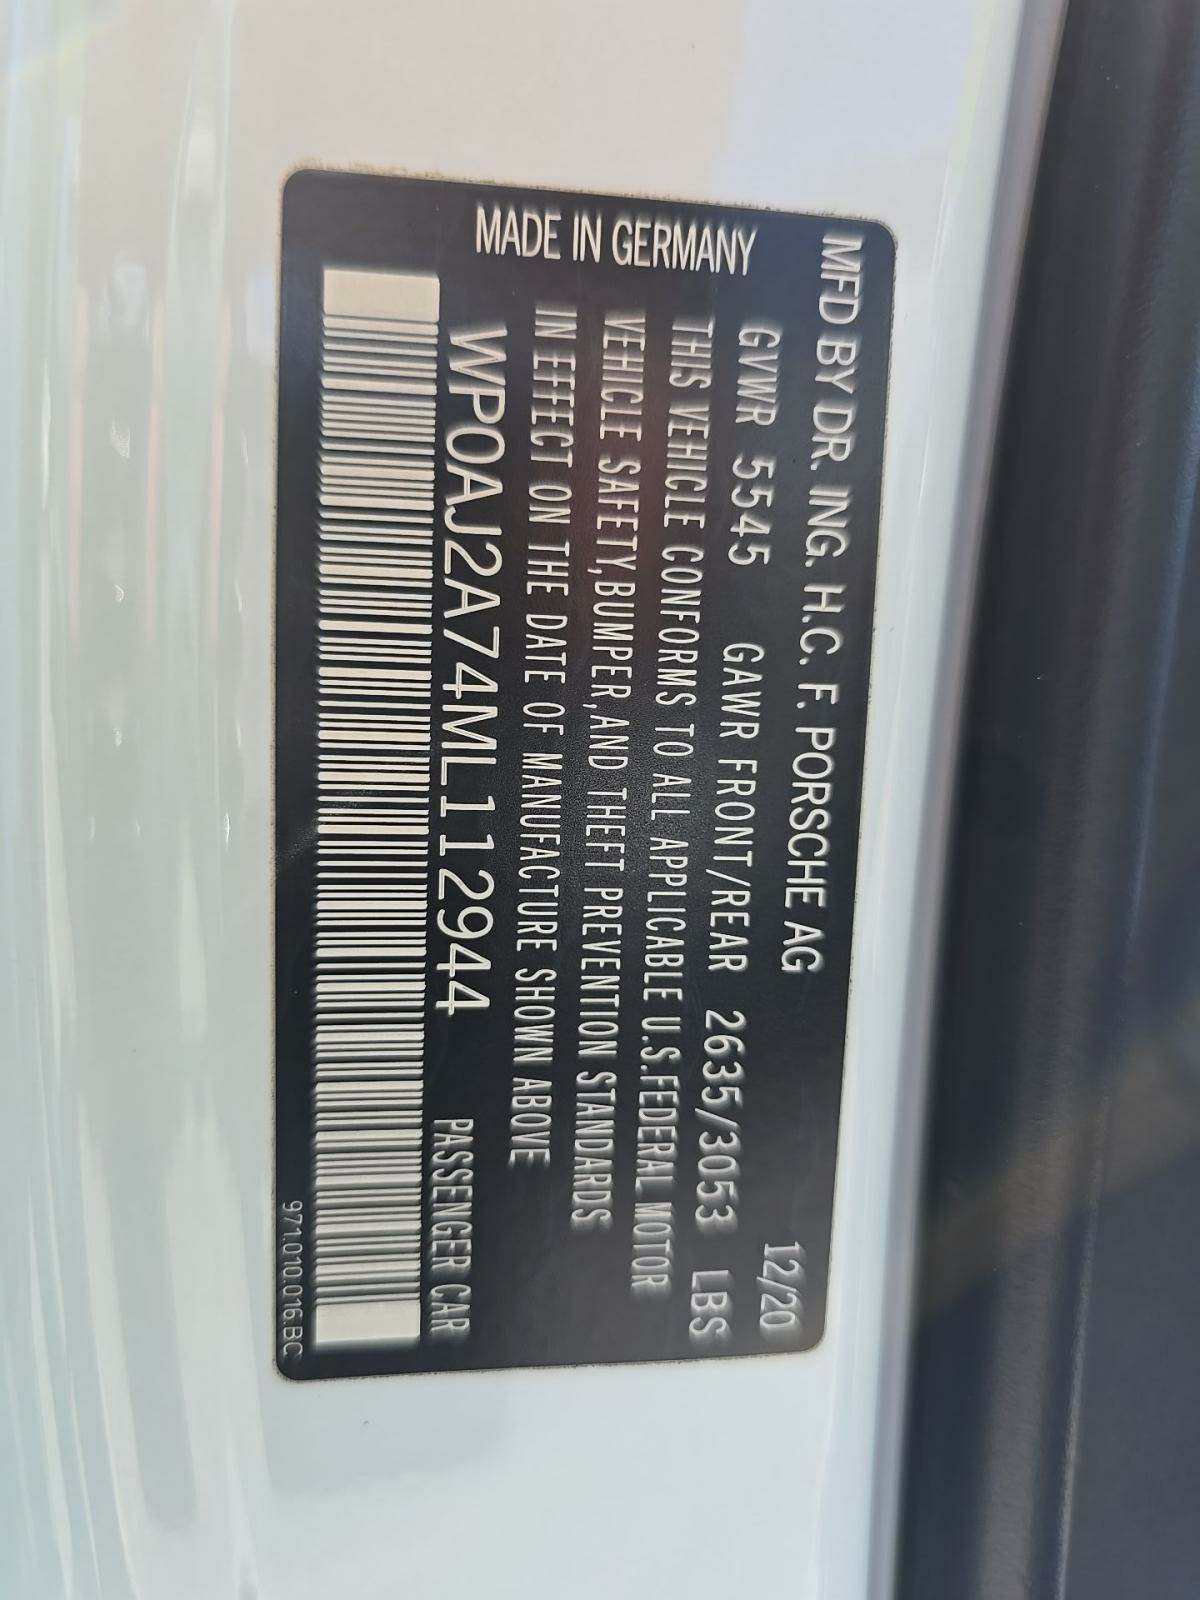 MFD BY DR. ING. H.C. F. PORSCHE AG 12/20
GVWR 5545 GAWR FRONT/REAR 2635/3053 LBS
THIS VEHICLE CONFORMS TO ALL APPLICABLE U.S.FEDERAL MOTOR
VEHICLE SAFETY,BUMPER,AND THEFT PREVENTION STANDARDS
IN EFFECT ON THE DATE OF MANUFACTURE SHOWN ABOVE
MADE IN GERMANY
WP0AJ2A74ML112944 PASSENGER CAR
971.010.016.BC